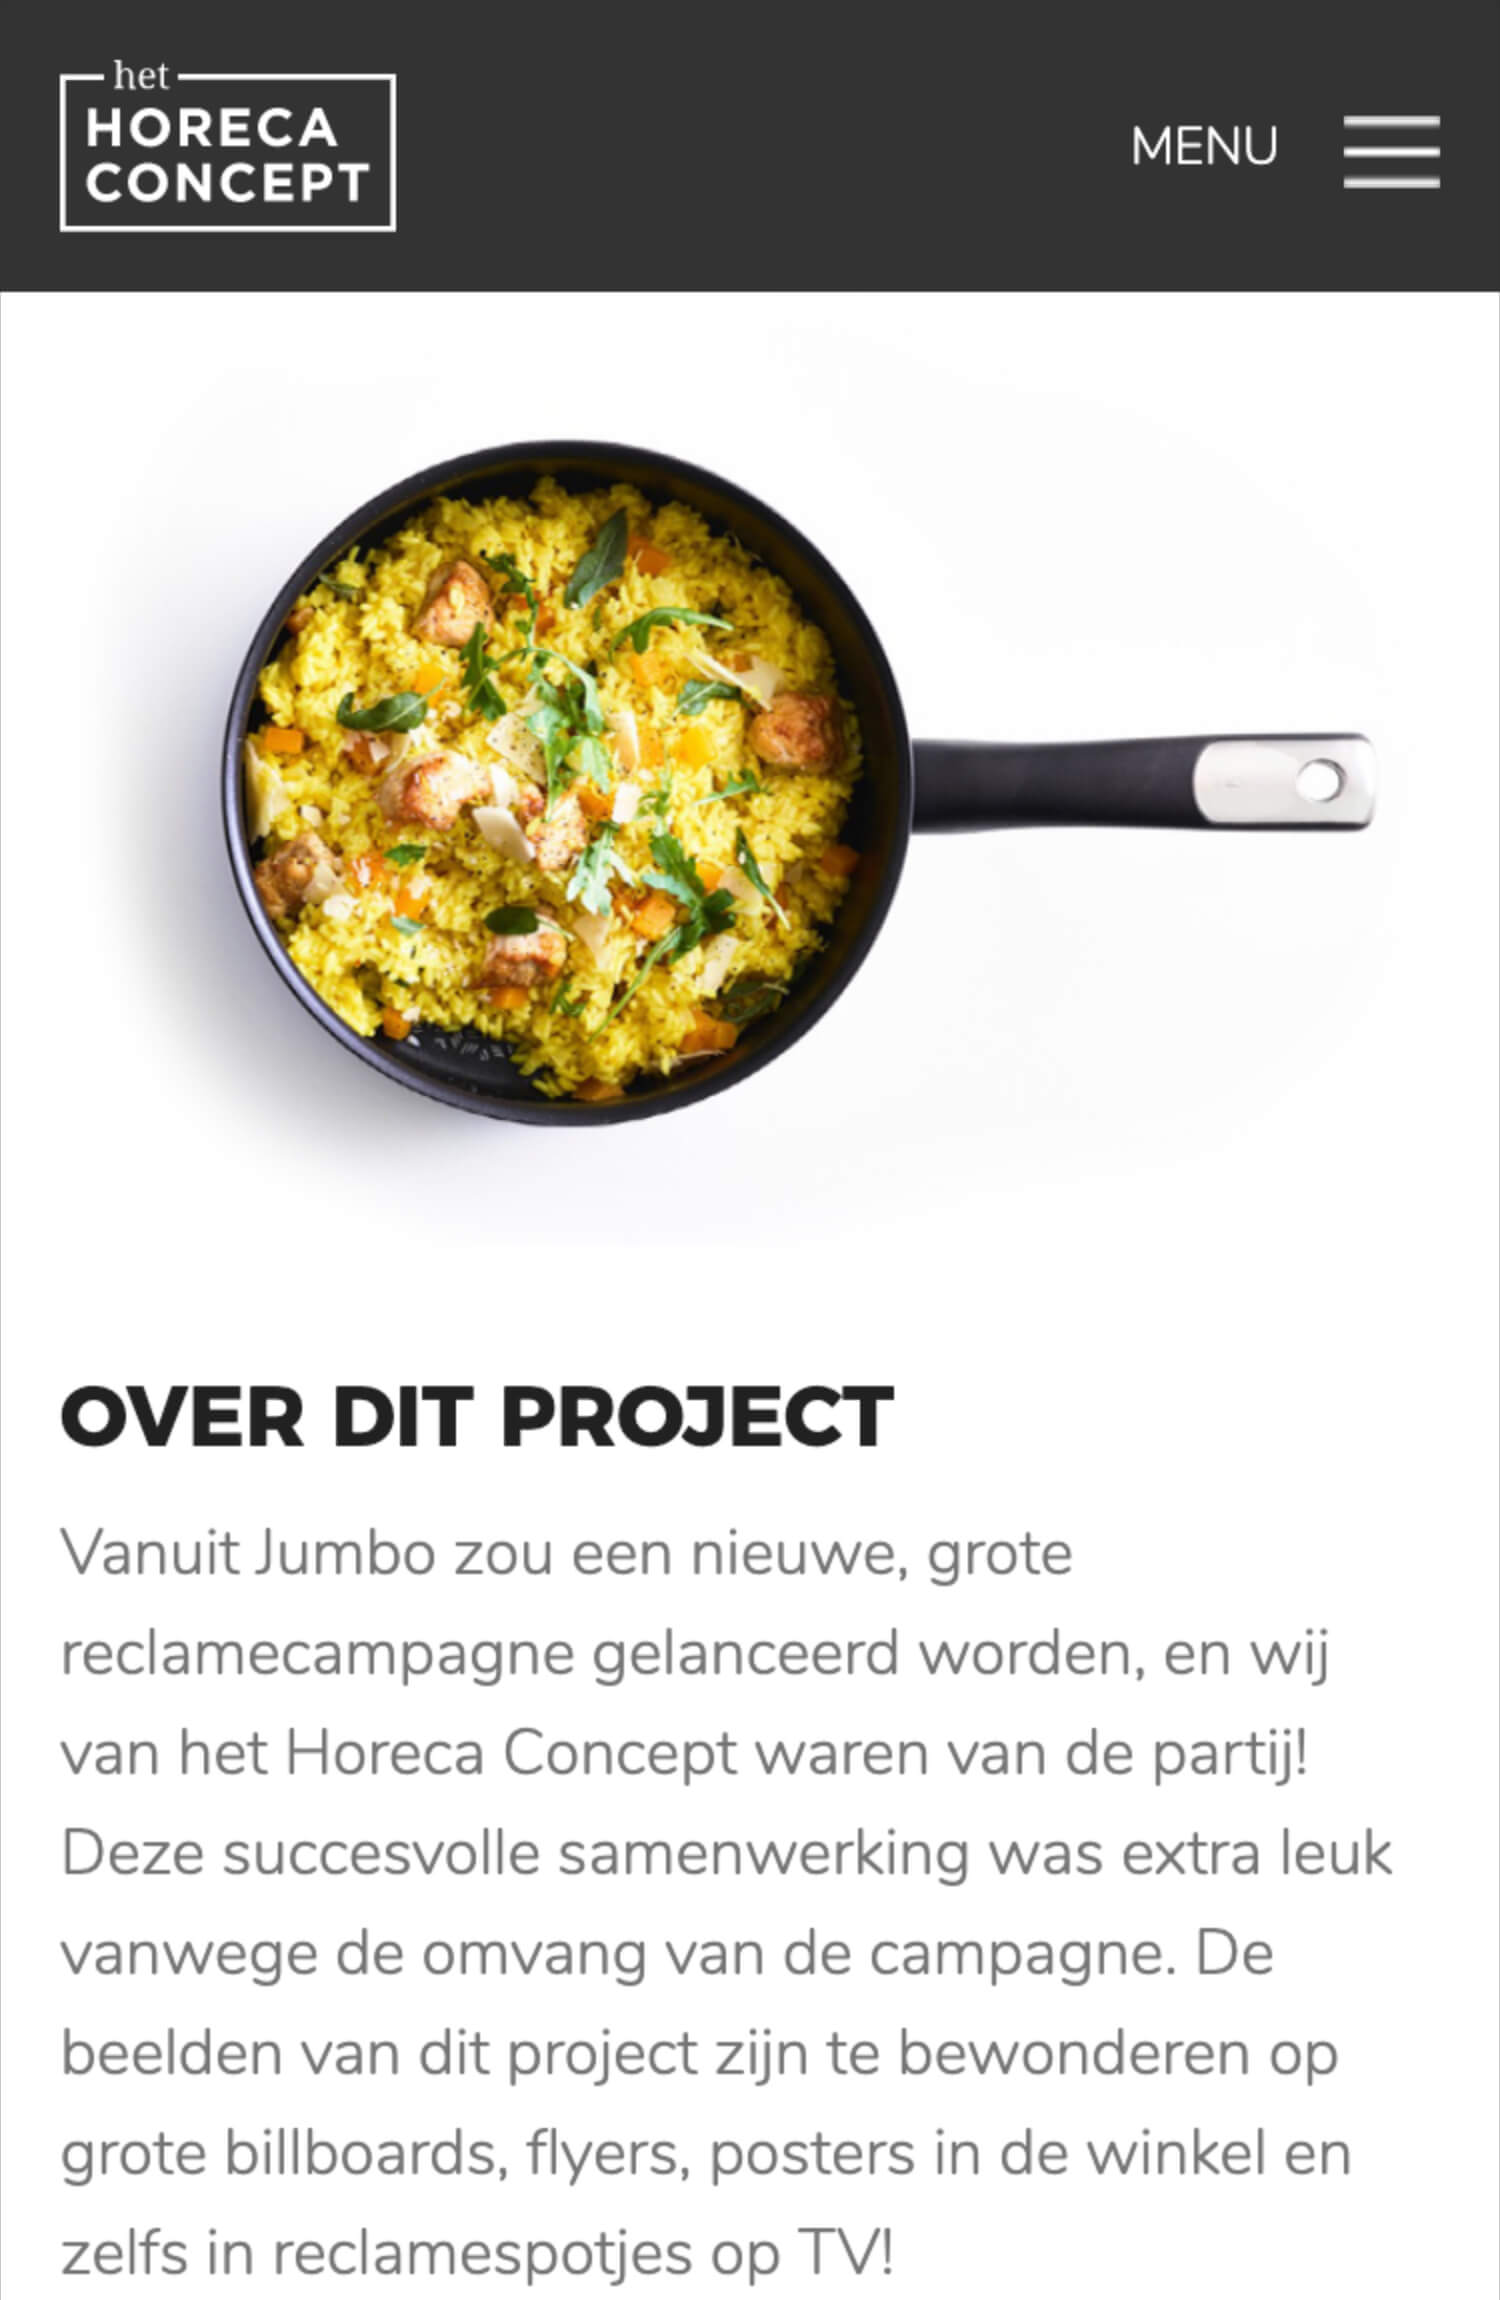 het
HORECA
CONCEPT
MENU
OVER DIT PROJECT
Vanuit Jumbo zou een nieuwe, grote
reclamecampagne gelanceerd worden, en wij
van het Horeca Concept waren van de partij!
Deze succesvolle samenwerking was extra leuk
vanwege de omvang van de campagne. De
beelden van dit project zijn te bewonderen op
grote billboards, flyers, posters in de winkel en
zelfs in reclamespotjes op TV!